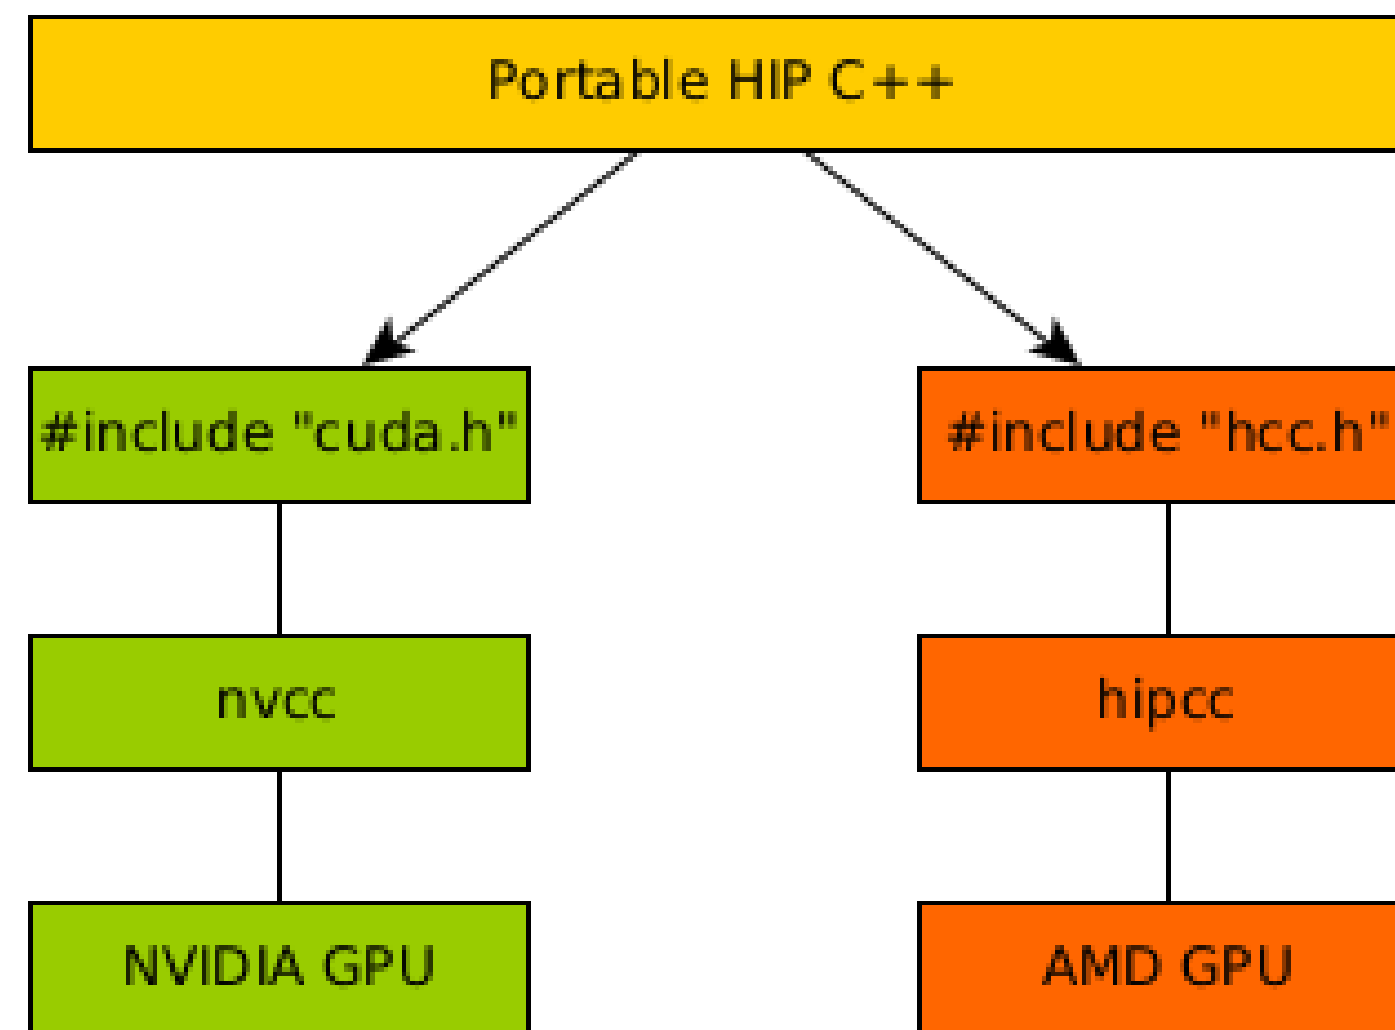 Portable HIP C++
#include "cuda.h"
#include "hcc.h"
nvcc
hipcc
NVIDIA GPU
AMD GPU